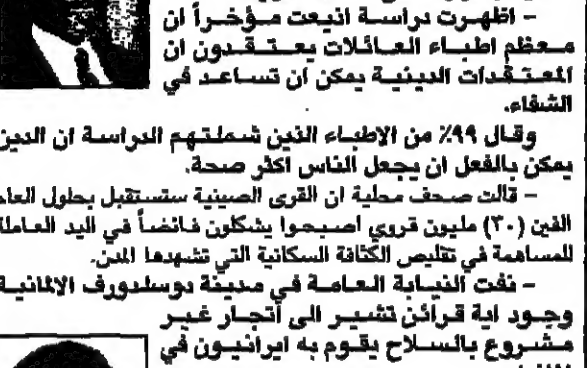 – اظهرت دراسة اذيعت مؤخراً ان
معظم اطباء العائلات يعتقدون ان
المعتقدات الدينية يمكن ان تساعد في
الشفاء.
وقال ٩٩٪ من الاطباء الذين شملتهم الدراسة ان الدين
يمكن بالفعل ان يجعل الناس اكثر صحة.
– قالت صحف محلية ان القرى الصينية ستستقبل بحلول العام
الفين (٣٠) مليون قروي اصبحوا يشكلون فائضاً في اليد العاملة
للمساهمة في تقليص الكثافة السكانية التي تشهدها المدن.
– نفت النيابة العامة في مدينة دوسلدورف الالمانية
وجود اية قرائن تشير الى اتجار غير
مشروع بالسلاح يقوم به ايرانيون في